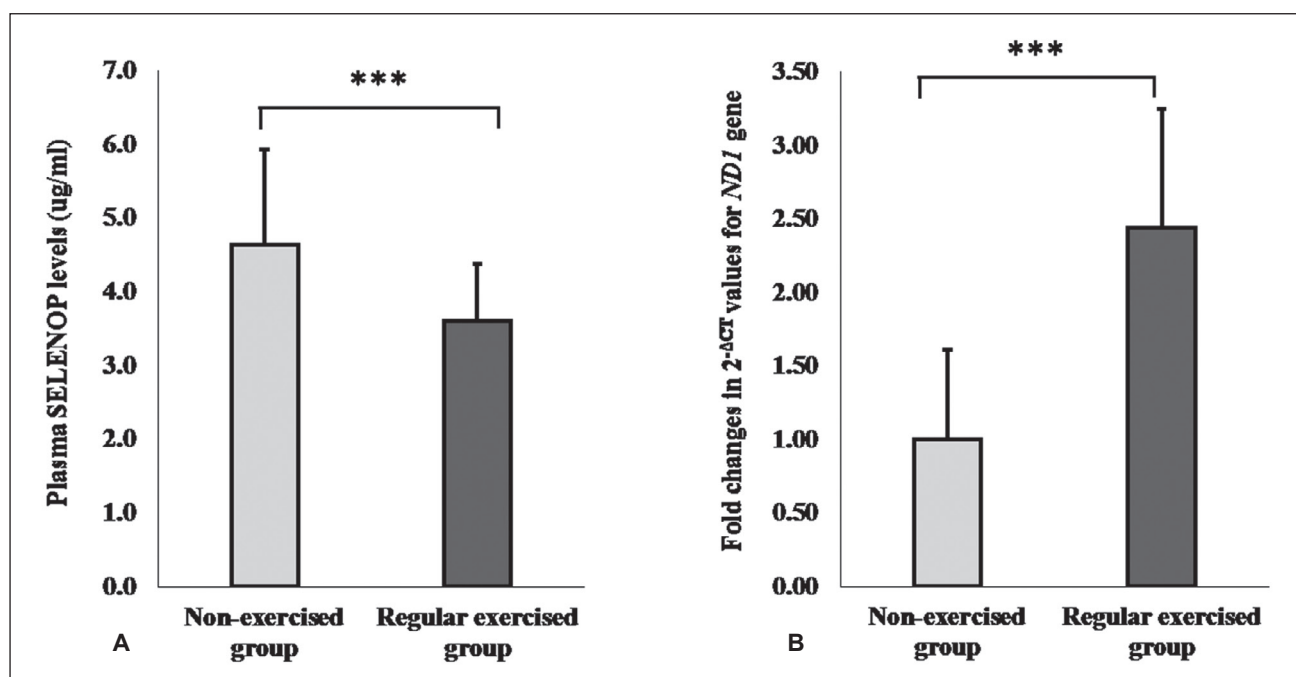 Plasma SELENOP levels (ug/ml)
7.0
6.0
5.0
4.0
3.0
2.0
1.0
0.0
***
Non-exercised
group
Regular exercised
group
A
Fold changes in 2-ΔCT values for ND1 gene
3.50
3.00
2.50
2.00
1.50
1.00
0.50
0.00
***
Non-exercised
group
Regular exercised
group
B